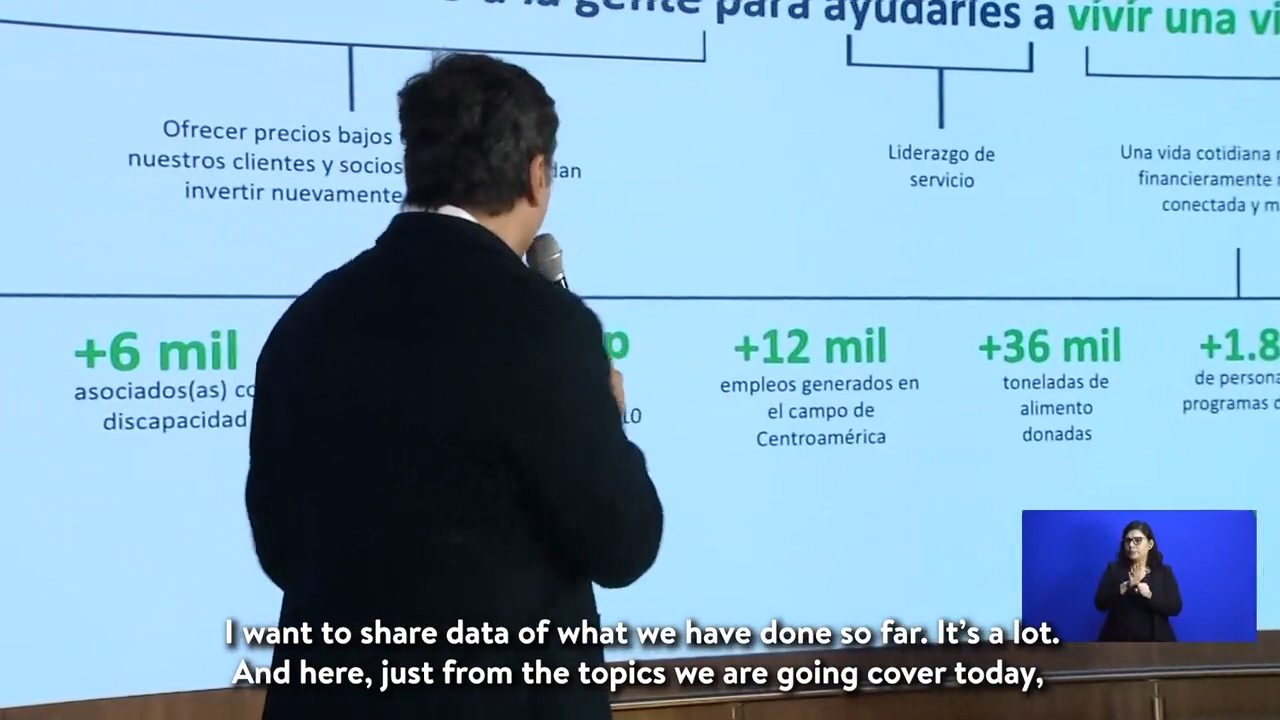 a la gente para ayudarles a vivir una vi
Ofrecer precios bajos
nuestros clientes y socios
dan
invertir nuevamente
Liderazgo de
servicio
Una vida cotidiana
financieramente
conectada y m
+6 mil
asociados(as) co
discapacidad
p
10
+12 mil
empleos generados en
el campo de
Centroamérica
+36 mil
toneladas de
alimento
donadas
+1.8
de persona
programas
I want to share data of what we have done so far. It's a lot.
And here, just from the topics we are going cover today,